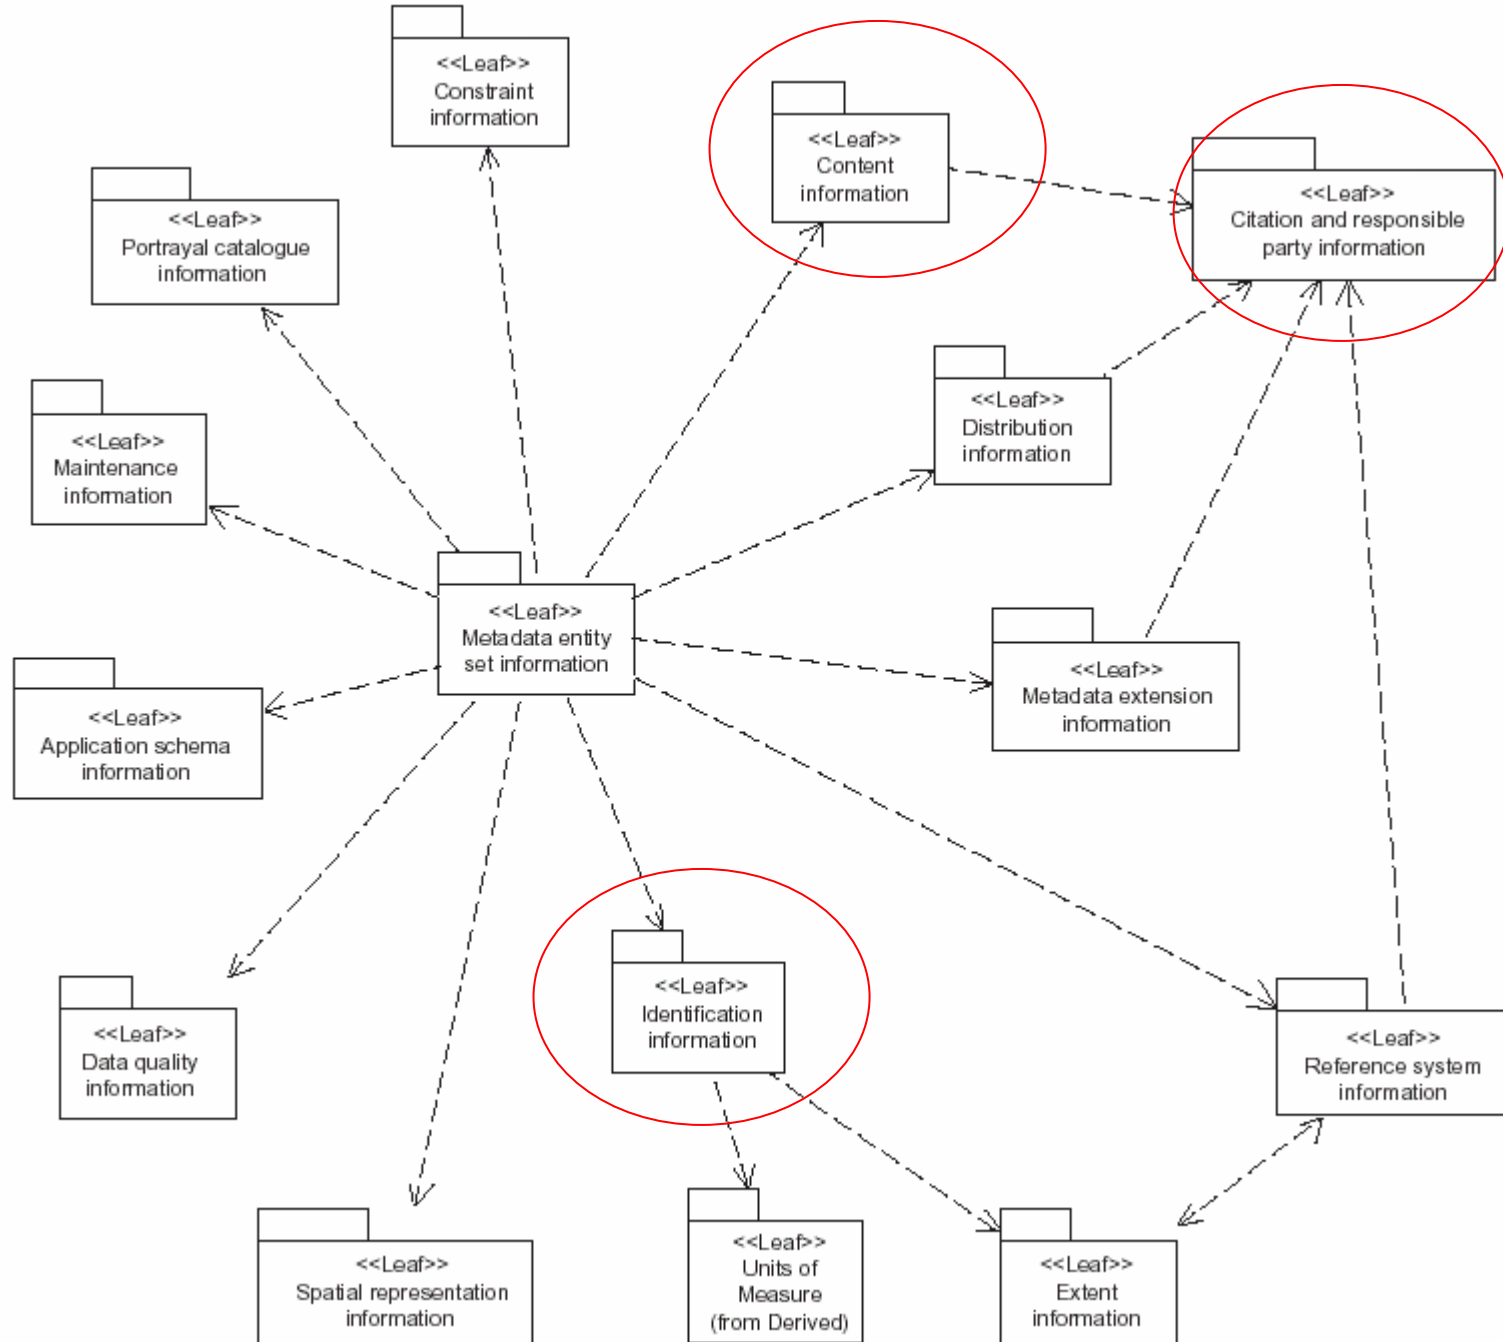 <<Leaf>>
Constraint
information
<<Leaf>>
Content
information
<<Leaf>>
Citation and responsible
party information
<<Leaf>>
Portrayal catalogue
information
<<Leaf>>
Distribution
information
<<Leaf>>
Maintenance
information
<<Leaf>>
Metadada entity
set information
<<Leaf>>
Metadada extension
information
<<Leaf>>
Application schema
information
<<Leaf>>
Identification
information
<<Leaf>>
Data quality
information
<<Leaf>>
Reference system
information
<<Leaf>>
Spatial representation
information
<<Leaf>>
Units of
Measure
(from Derived)
<<Leaf>>
Extent
information